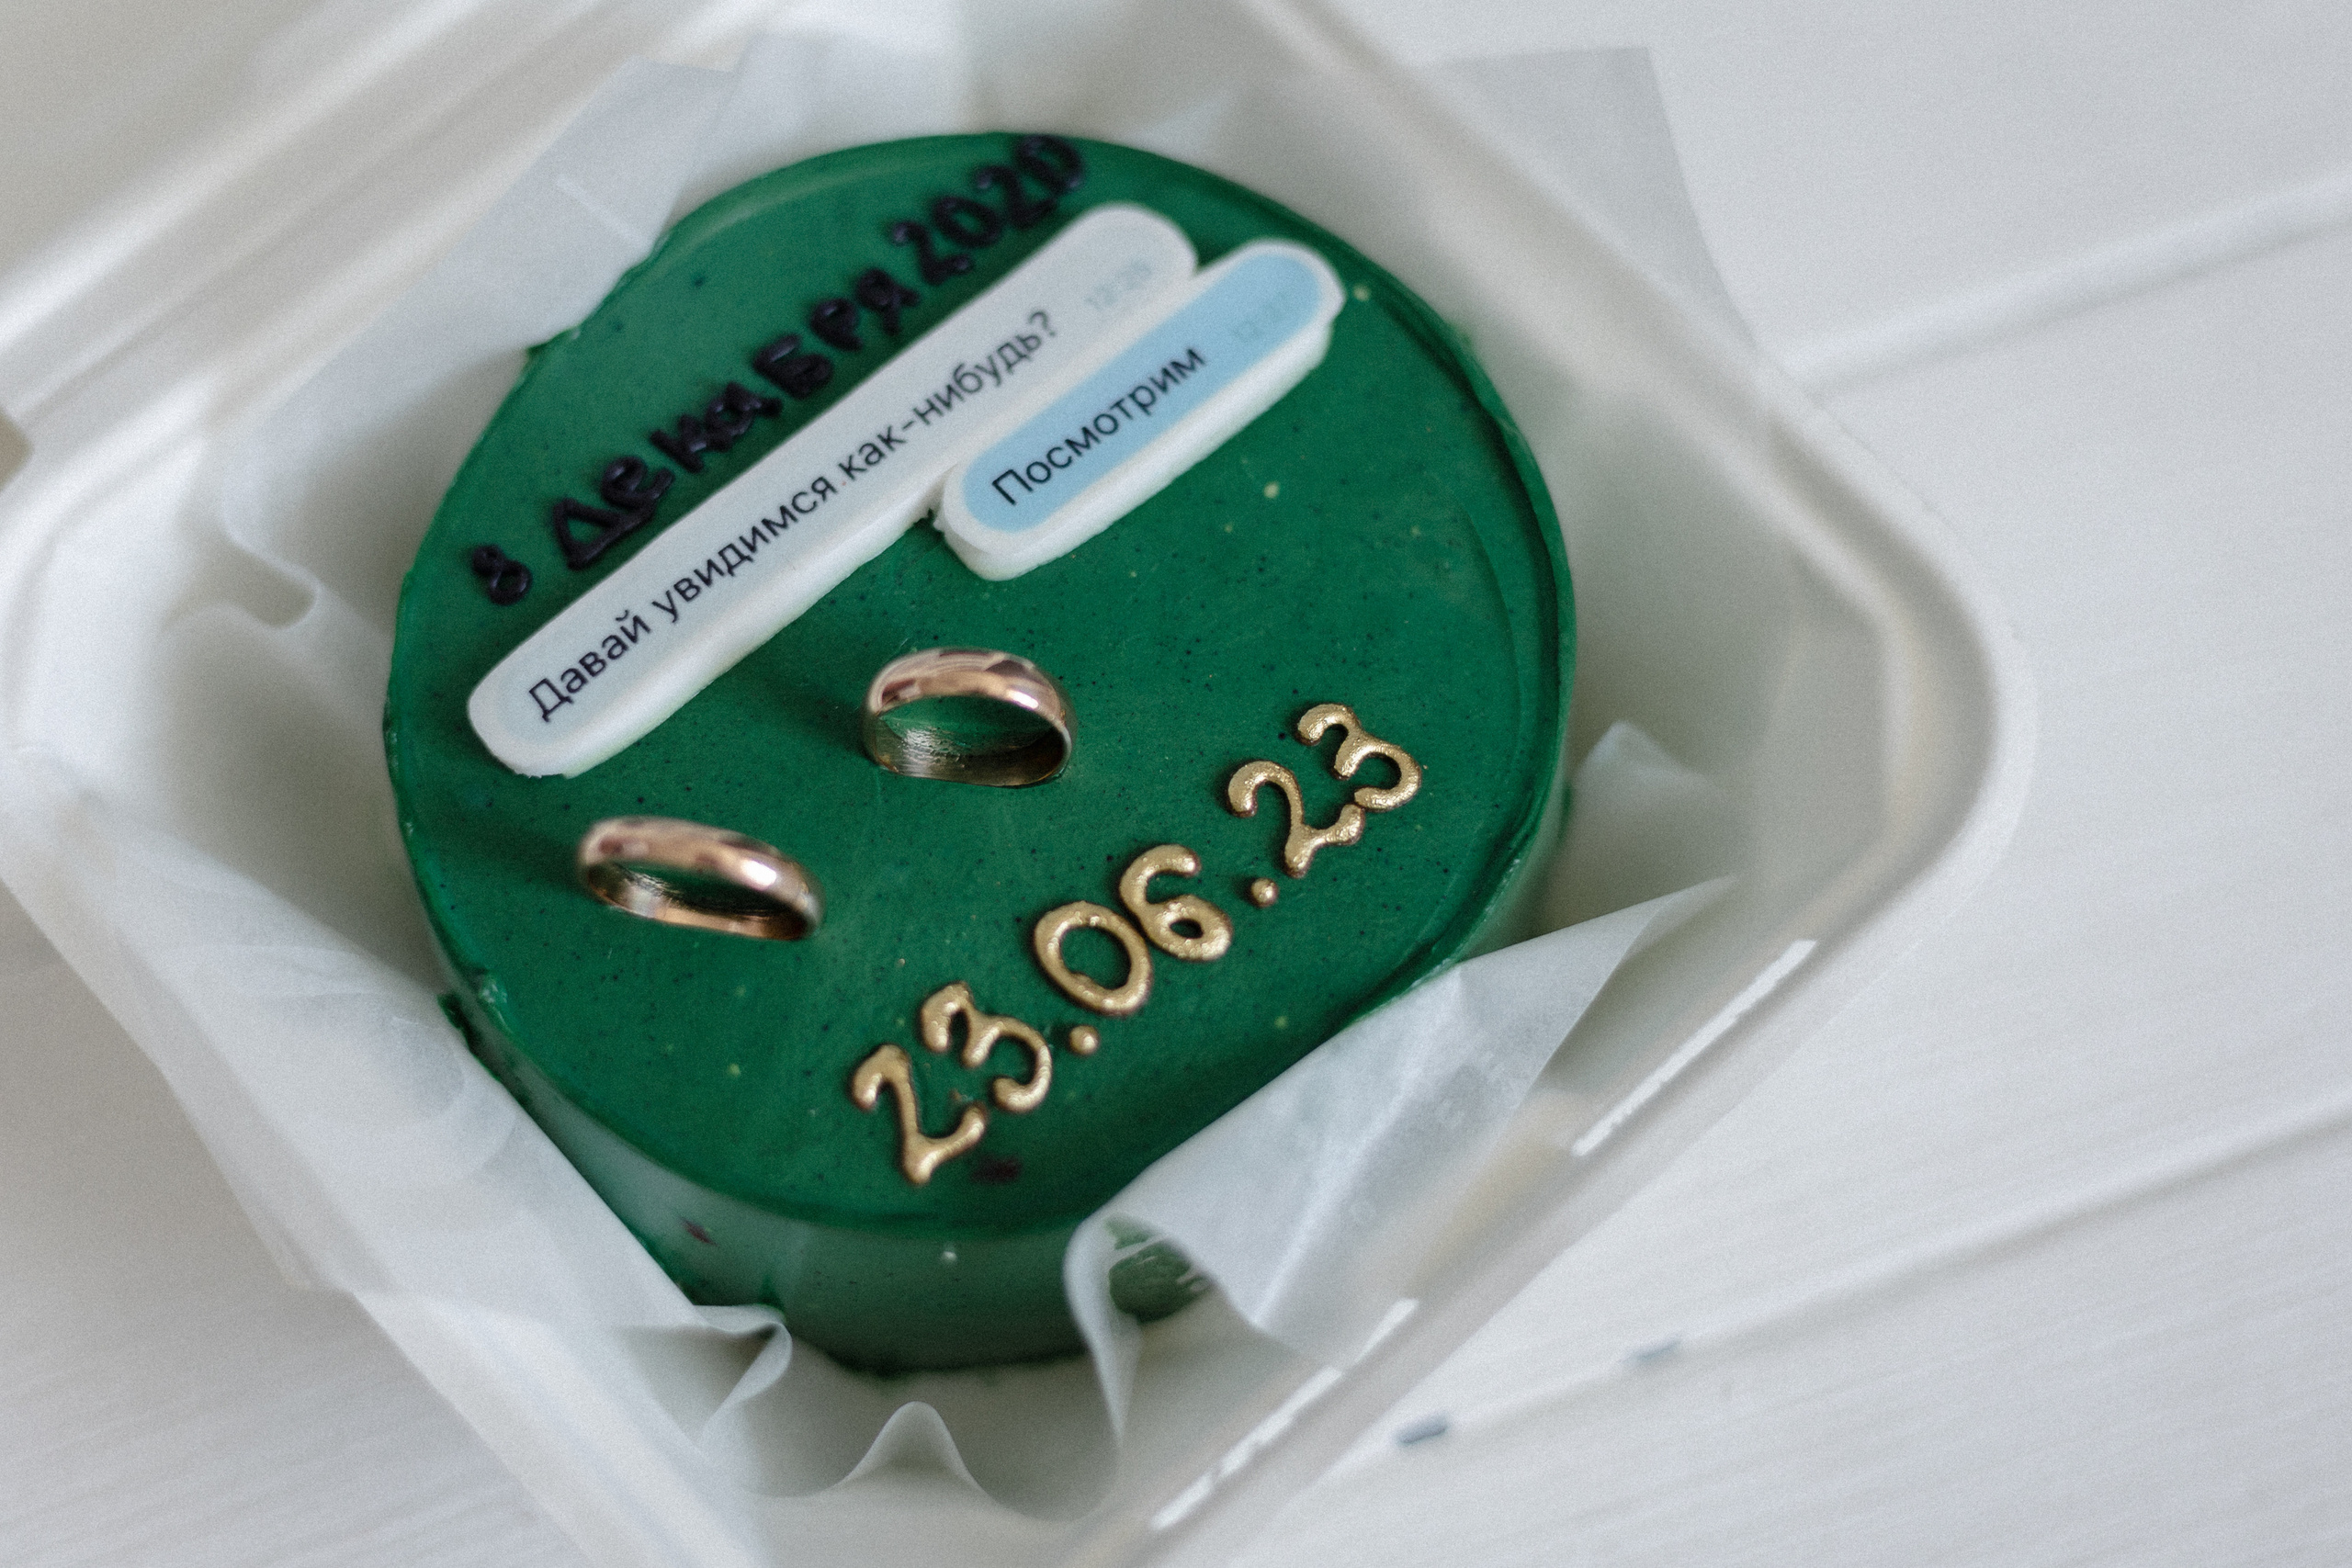 8 Декабря 2020
Давай увидимся как-нибудь?
Посмотрим
23.06.23